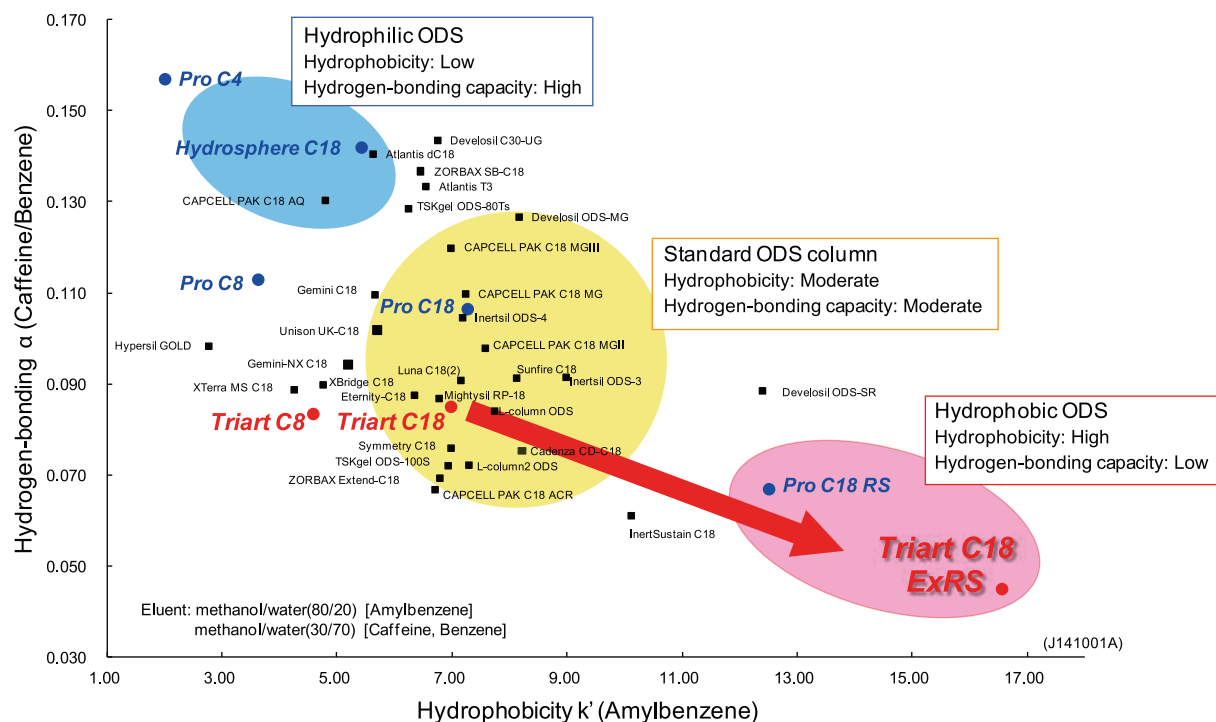 0.170
0.150
0.130
0.110
0.090
0.070
0.050
0.030
Hydrogen-bonding α (Caffeine/Benzene)
Hydrophilic ODS
Hydrophobicity: Low
Hydrogen-bonding capacity: High
Pro C4
Hydrosphere C18
Develosil C30-UG
Atlantis dC18
ZORBAX SB-C18
Atlantis T3
CAPCELL PAK C18 AQ
TSKgel ODS-80Ts
Develosil ODS-MG
CAPCELL PAK C18 MGIII
Standard ODS column
Hydrophobicity: Moderate
Hydrogen-bonding capacity: Moderate
Pro C8
Gemini C18
CAPCELL PAK C18 MG
Pro C18
Inertsil ODS-4
Unison UK-C18
Hypersil GOLD
CAPCELL PAK C18 MGII
Gemini-NX C18
Luna C18(2)
Sunfire C18
Inertsil ODS-3
XTerra MS C18
XBridge C18
Eternity-C18
Mightysil RP-18
Develosil ODS-SR
L-column ODS
Triart C8
Triart C18
Hydrophobic ODS
Hydrophobicity: High
Hydrogen-bonding capacity: Low
Symmetry C18
Cadenza CD-C18
TSKgel ODS-100S
L-column2 ODS
ZORBAX Extend-C18
CAPCELL PAK C18 ACR
Pro C18 RS
InertSustain C18
Triart C18
ExRS
Eluent: methanol/water(80/20) [Amylbenzene]
methanol/water(30/70) [Caffeine, Benzene]
(J141001A)
1.00 3.00 5.00 7.00 9.00 11.00 13.00 15.00 17.00
Hydrophobicity k' (Amylbenzene)